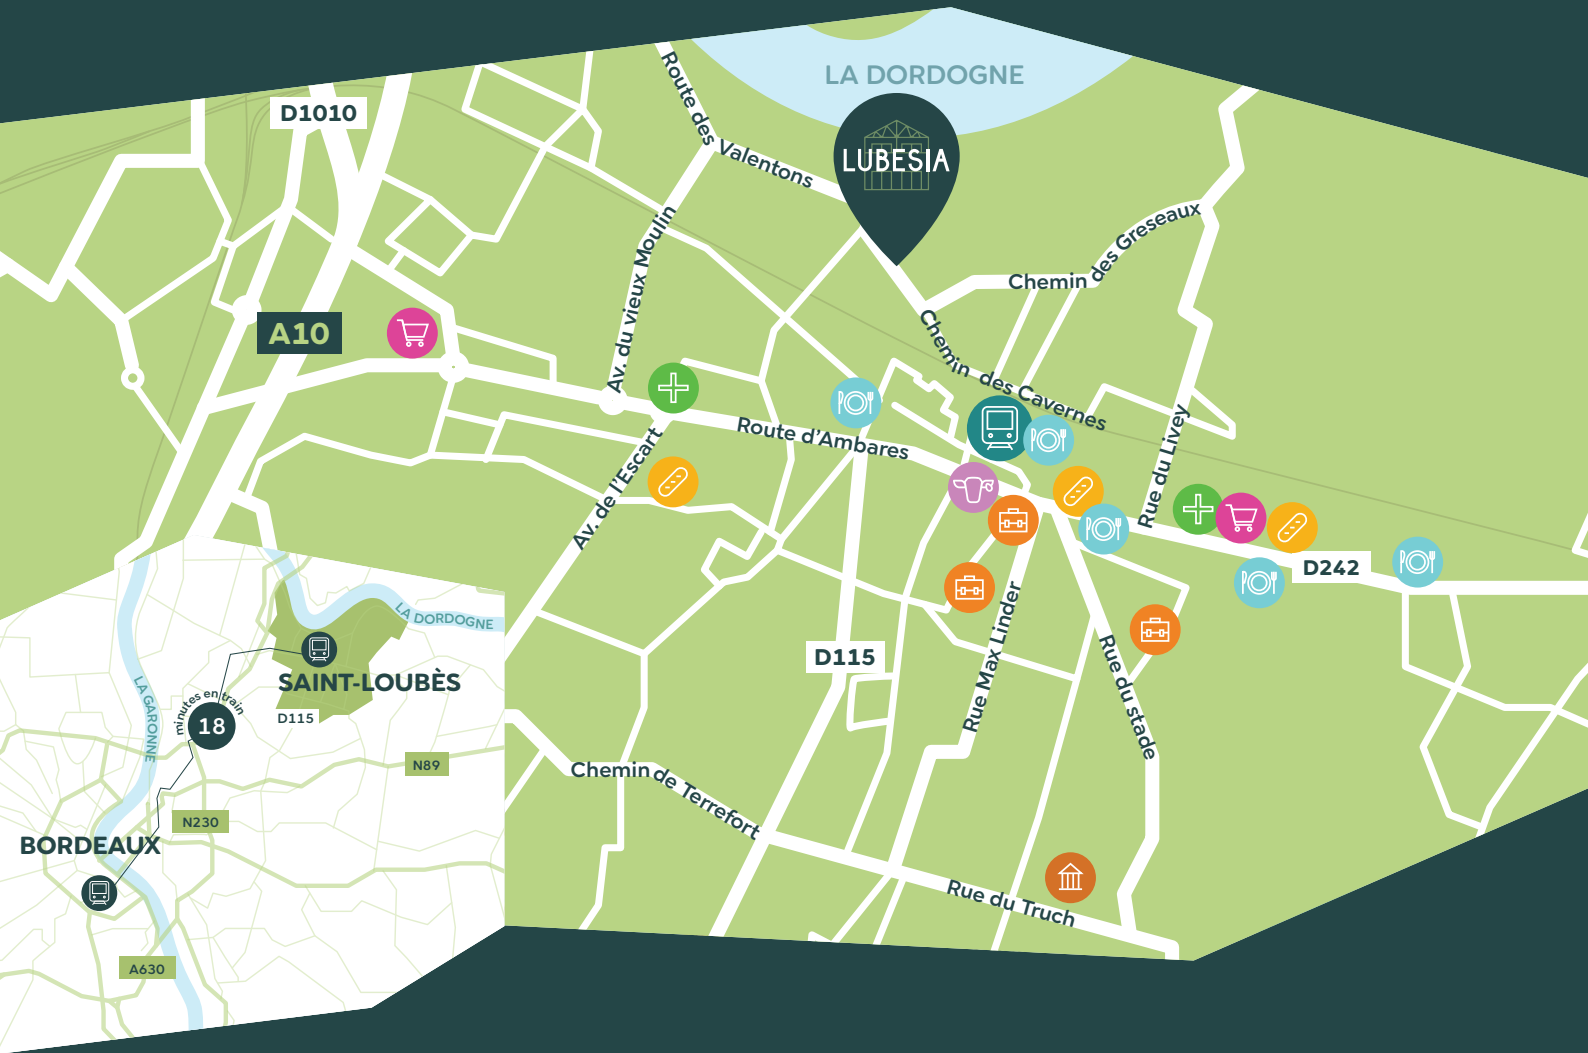 LA DORDOGNE
D1010
LUBESIA
Route des Valentons
Av. du vieux Moulin
Chemin des Greseaux
A10
Chemin des Cavernes
Route d'Ambares
Rue du Livey
Av. de l'Escart
D242
Rue Max Linder
D115
Rue du stade
Chemin de Terrefort
Rue du Truch
LA DORDOGNE
SAINT-LOUBÈS
D115
minutes en train
18
LA GARONNE
N89
N230
BORDEAUX
A630